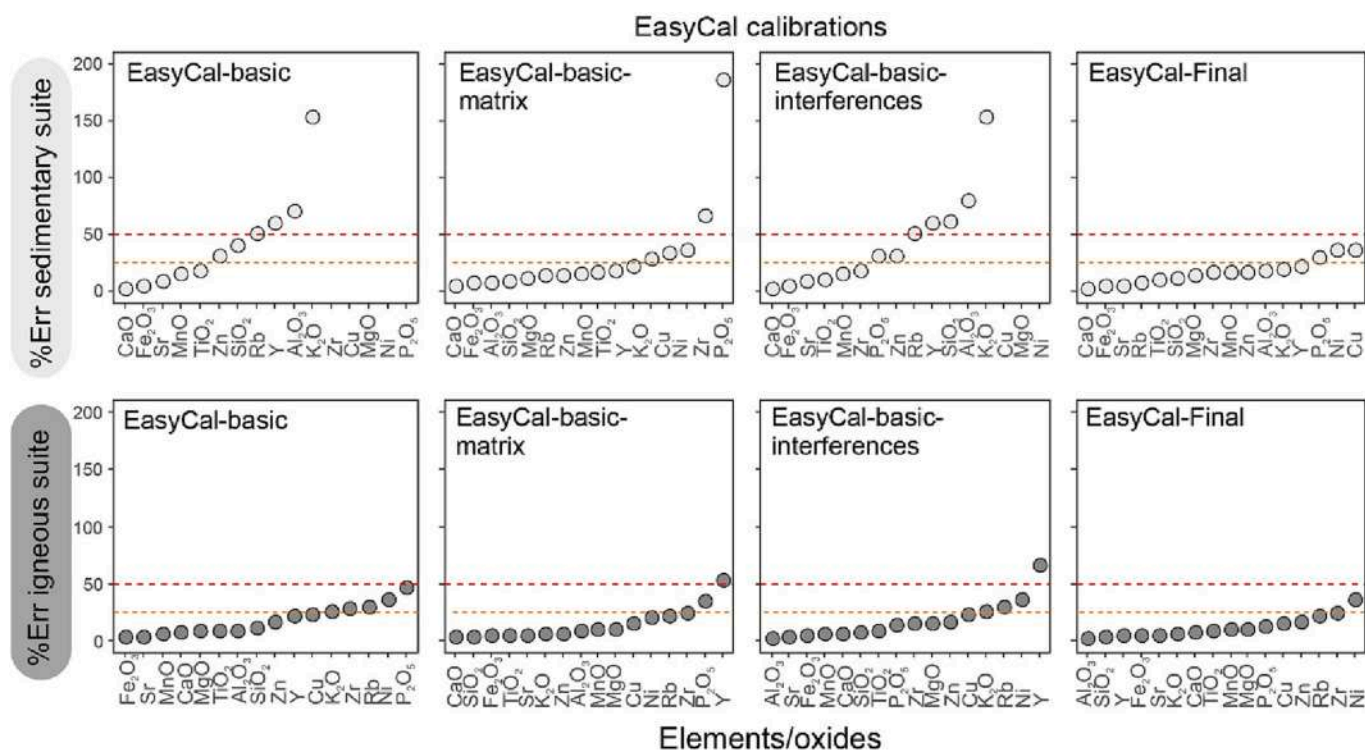 EasyCal calibrations
%Err sedimentary suite
200
150
100
50
0
EasyCal-basic
CaO Fe₂O₃ Sr MnO TiO₂ Zn SiO₂ Rb Y Al₂O₃ K₂O Zr Cu MgO Ni P₂O₅
EasyCal-basic-
matrix
CaO Fe₂O₃ Al₂O₃ SiO₂ MgO Rb Zn MnO TiO₂ Y K₂O Cu Ni Zr P₂O₅
EasyCal-basic-
interferences
CaO Fe₂O₃ Sr TiO₂ MnO Zr P₂O₅ Zn Rb Y SiO₂ Al₂O₃ K₂O Cu MgO Ni
EasyCal-Final
CaO Fe₂O₃ Sr Rb TiO₂ SiO₂ MgO Zr MnO Zn Al₂O₃ K₂O Y P₂O₅ Ni Cu
%Err igneous suite
200
150
100
50
0
EasyCal-basic
Fe₂O₃ Sr MnO CaO MgO TiO₂ Al₂O₃ SiO₂ Zn Y Cu K₂O Zr Rb Ni P₂O₅
EasyCal-basic-
matrix
CaO SiO₂ Fe₂O₃ TiO₂ Sr K₂O Zn Al₂O₃ MnO MgO Cu Ni Rb Zr P₂O₅ Y
EasyCal-basic-
interferences
Al₂O₃ Sr Fe₂O₃ MnO CaO SiO₂ TiO₂ P₂O₅ Zr MgO Zn Cu K₂O Rb Ni Y
EasyCal-Final
Al₂O₃ SiO₂ Y Fe₂O₃ Sr K₂O CaO TiO₂ MnO MgO P₂O₅ Cu Zn Rb Zr Ni
Elements/oxides